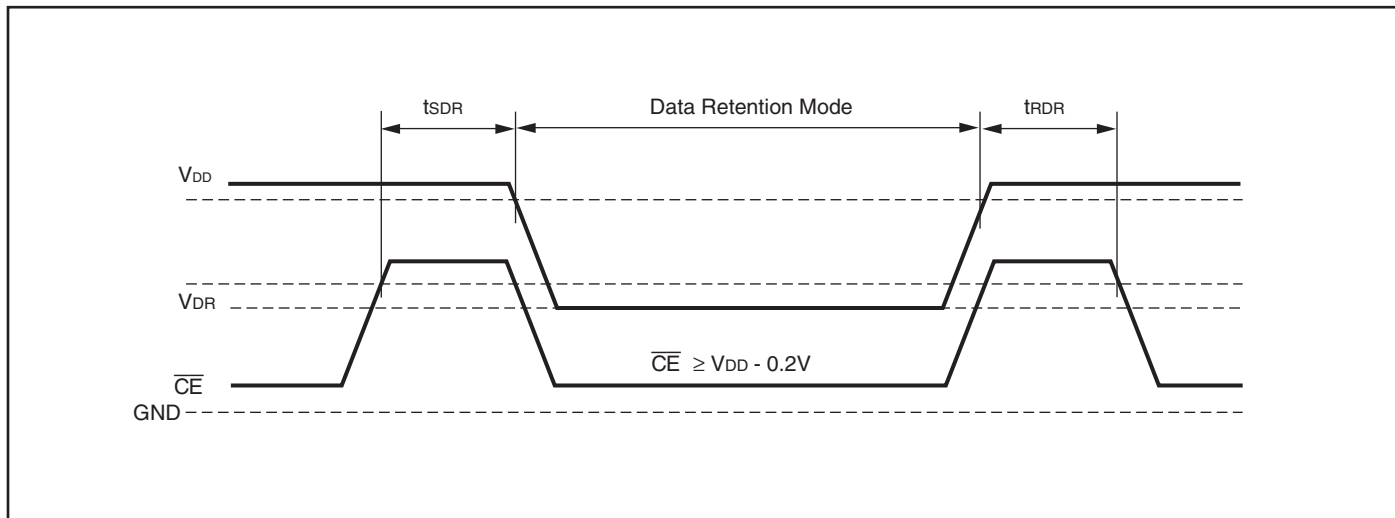 tSDR Data Retention Mode tRDR
VDD
VDR
CE ≥ VDD - 0.2V
CE
GND